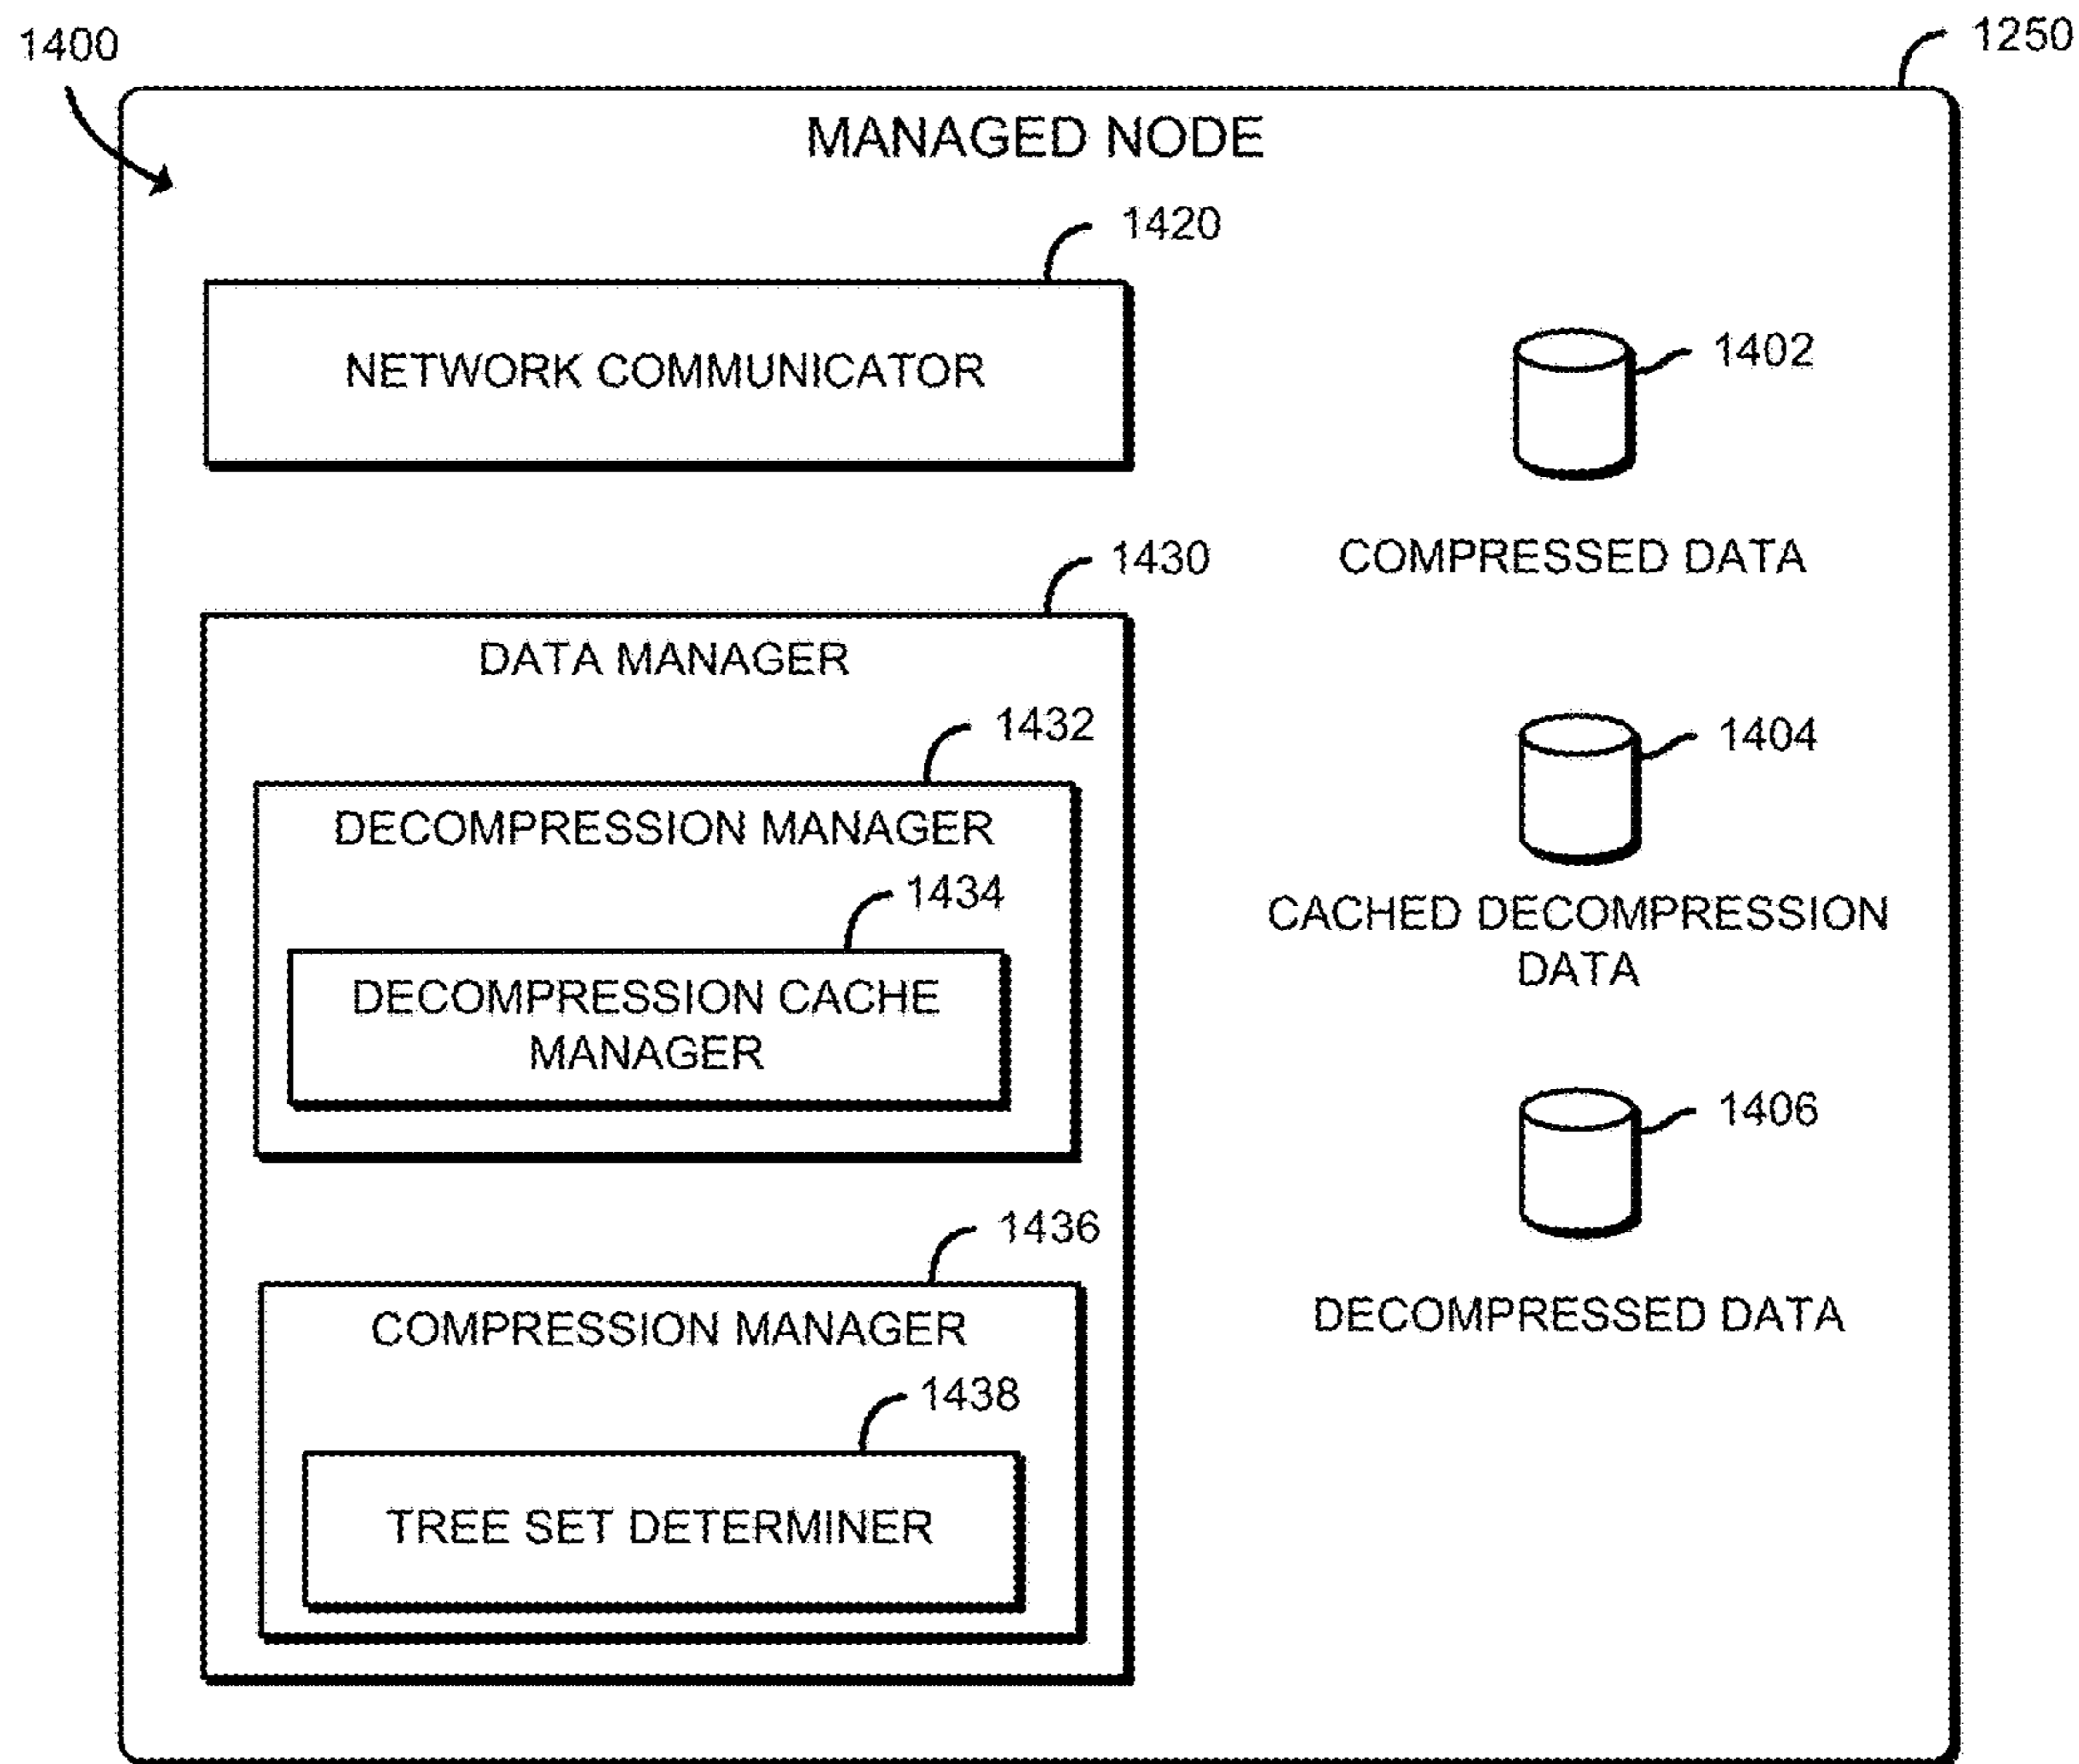 1400
1250
MANAGED NODE
1420
NETWORK COMMUNICATOR
1402
COMPRESSED DATA
1430
DATA MANAGER
1432
DECOMPRESSION MANAGER
1434
DECOMPRESSION CACHE
MANAGER
1404
CACHED DECOMPRESSION
DATA
1406
DECOMPRESSED DATA
1436
COMPRESSION MANAGER
1438
TREE SET DETERMINER